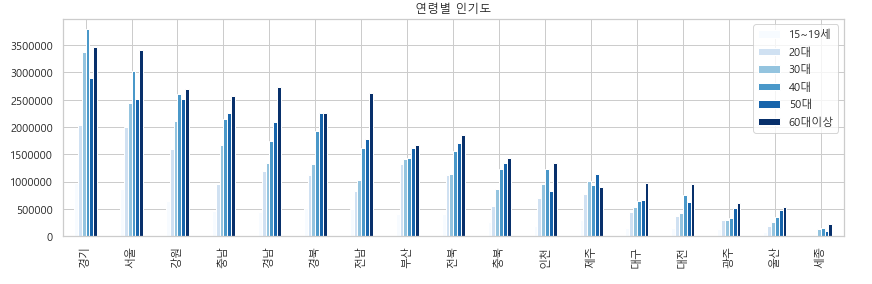 연령별 인기도
3500000
3000000
2500000
2000000
1500000
1000000
500000
0
15~19세
20대
30대
40대
50대
60대이상
경기
서울
강원
충남
경남
경북
전남
부산
전북
충북
인천
제주
대구
대전
광주
울산
세종